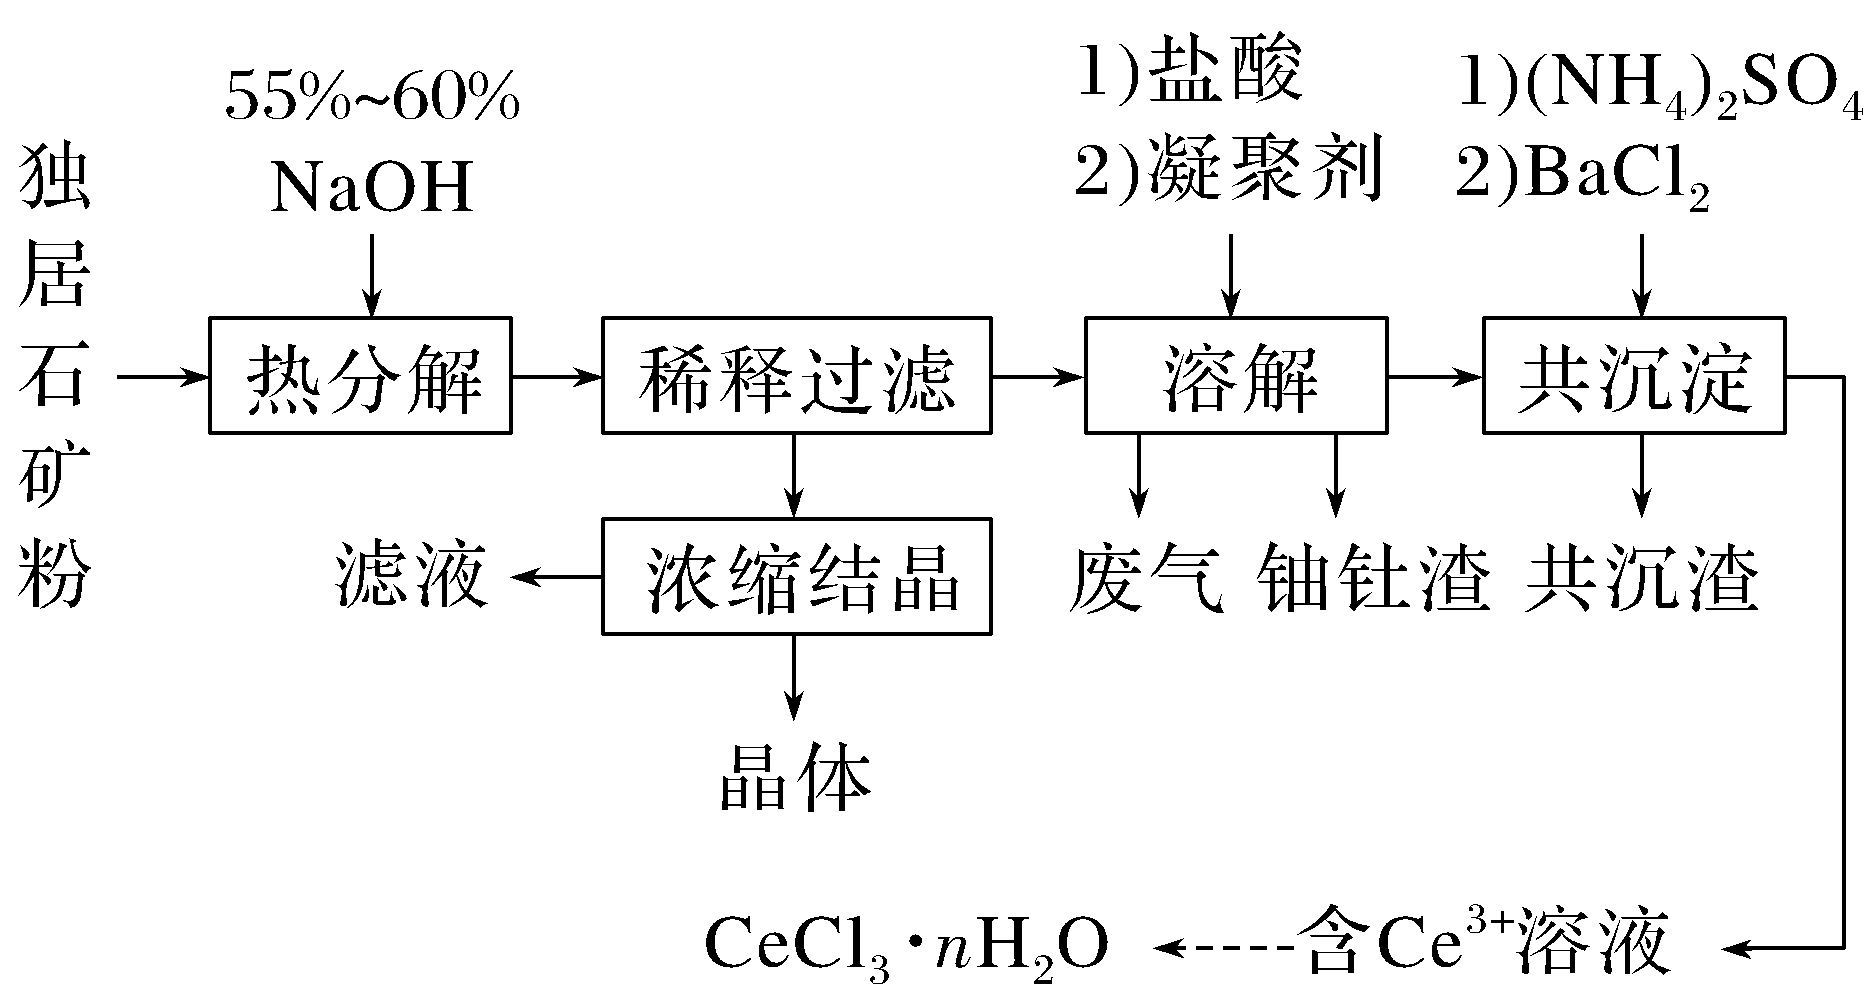 独居石矿粉
55%~60%
NaOH
1)盐酸
2)凝聚剂
1)(NH₄)₂SO₄
2)BaCl₂
热分解
稀释过滤
溶解
共沉淀
滤液
浓缩结晶
废气
铀钍渣
共沉渣
晶体
CeCl₃·nH₂O
含Ce³⁺溶液